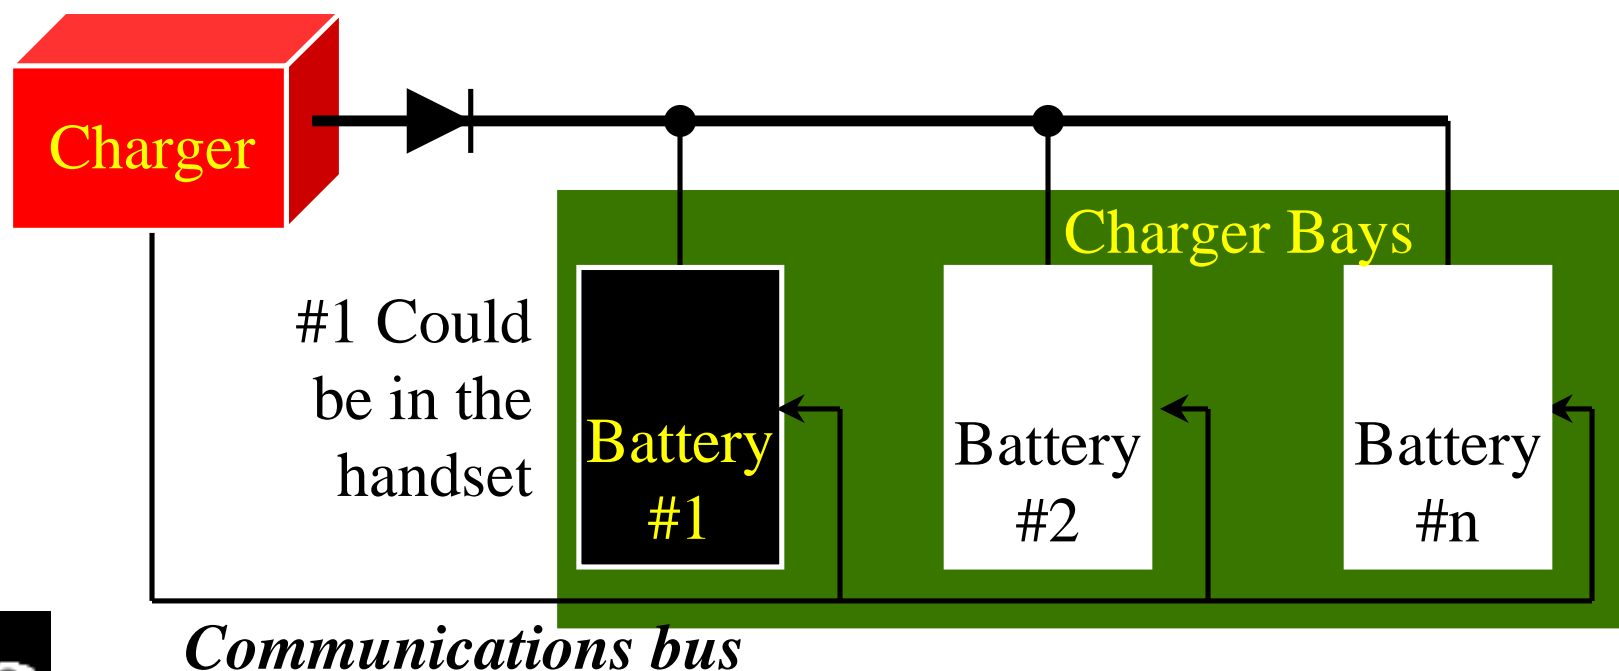 Charger
Charger Bays
#1 Could
be in the
handset
Battery
#1
Battery
#2
Battery
#n
Communications bus